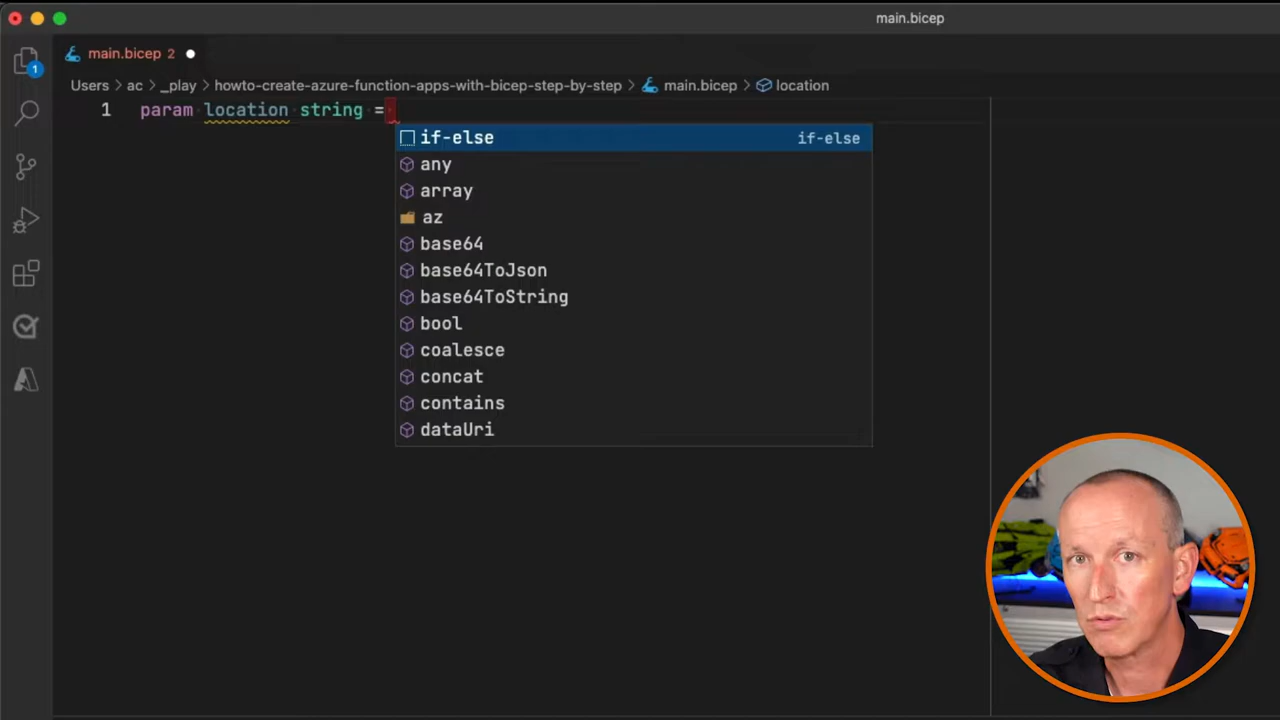 main.bicep
main.bicep 2
1
Users > ac > _play > howto-create-azure-function-apps-with-bicep-step-by-step > main.bicep > location
1 param location string =
if-else if-else
any
array
az
base64
base64ToJson
base64ToString
bool
coalesce
concat
contains
dataUri